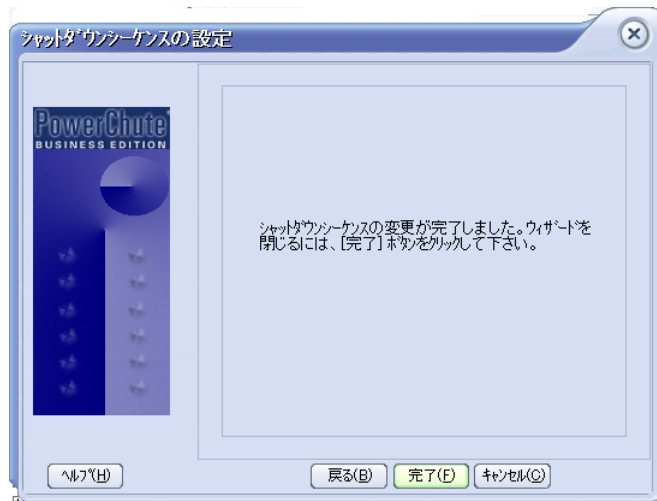 シャットダウンシーケンスの設定
PowerChute
BUSINESS EDITION
シャットダウンシーケンスの変更が完了しました。ウィザードを
閉じるには、[完了] ボタンをクリックして下さい。
ヘルプ(H)
戻る(B)
完了(F)
キャンセル(C)